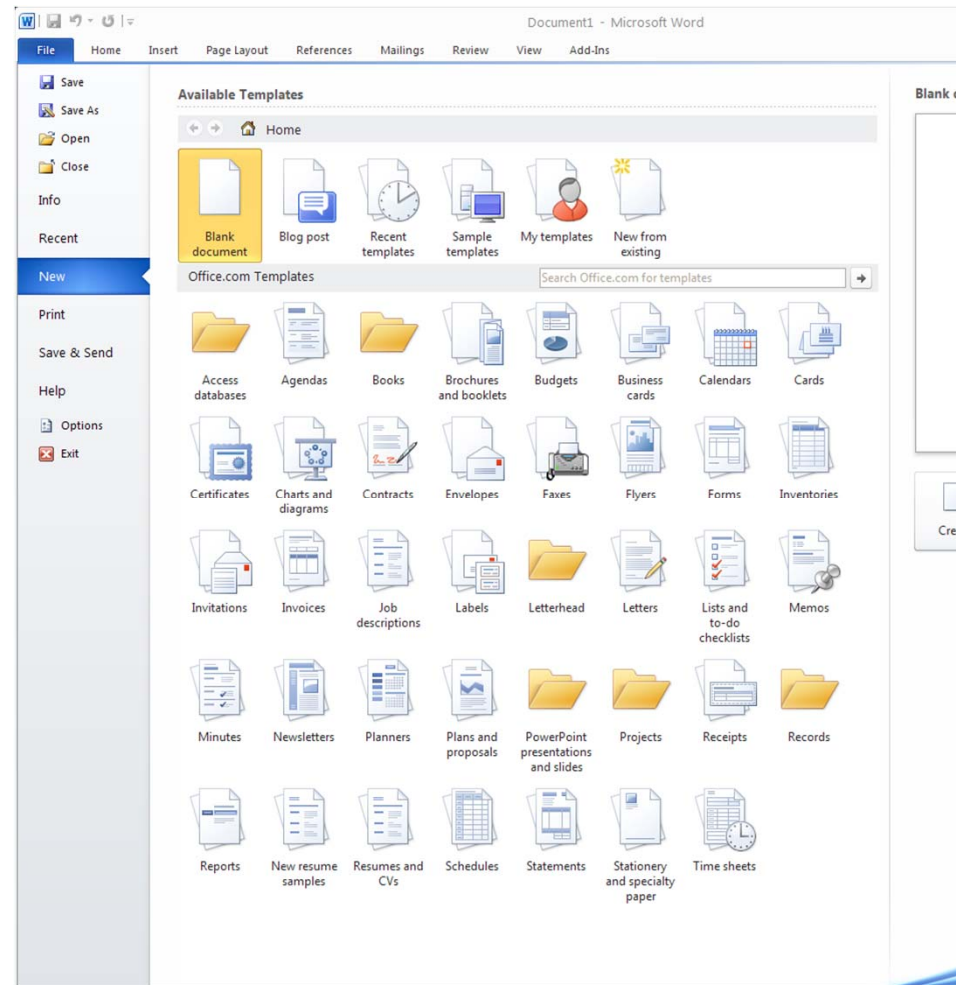 Document1 - Microsoft Word
File Home Insert Page Layout References Mailings Review View Add-Ins
Save
Save As
Open
Close
Info
Recent
New
Print
Save & Send
Help
Options
Exit
Available Templates
Home
Blank document
Blog post
Recent templates
Sample templates
My templates
New from existing
Office.com Templates
Search Office.com for templates
Access databases
Agendas
Books
Brochures and booklets
Budgets
Business cards
Calendars
Cards
Certificates
Charts and diagrams
Contracts
Envelopes
Faxes
Flyers
Forms
Inventories
Invitations
Invoices
Job descriptions
Labels
Letterhead
Letters
Lists and to-do checklists
Memos
Minutes
Newsletters
Planners
Plans and proposals
PowerPoint presentations and slides
Projects
Receipts
Records
Reports
New resume samples
Resumes and CVs
Schedules
Statements
Stationery and specialty paper
Time sheets
Blank